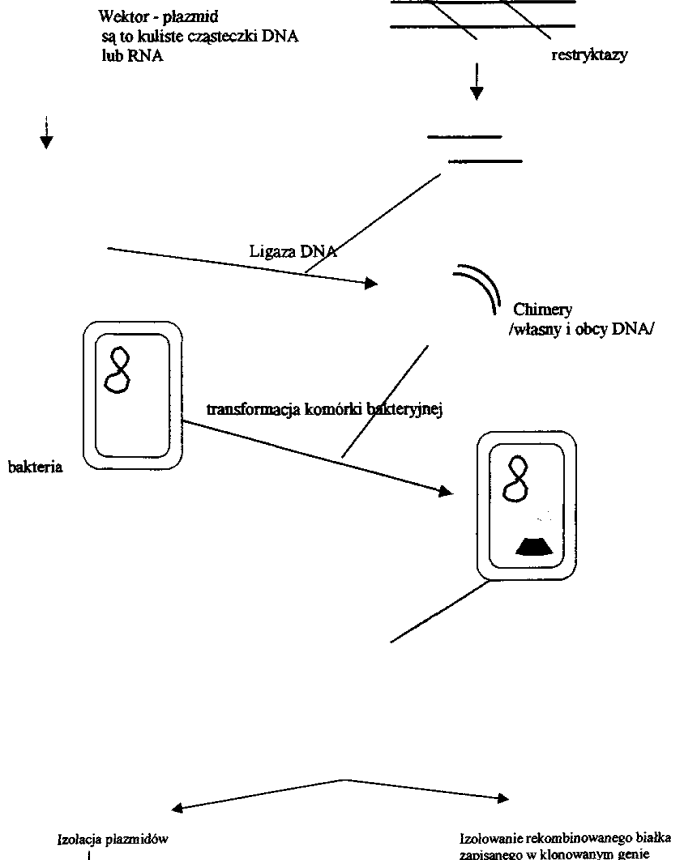 Wektor - plazmid
są to kuliste cząsteczki DNA
lub RNA
restryktazy
Ligaza DNA
Chimery
/własny i obcy DNA/
transformacja komórki bakteryjnej
bakteria
Izolacja plazmidów
Izolowanie rekombinowanego białka
zapisanego w klonowanym genie